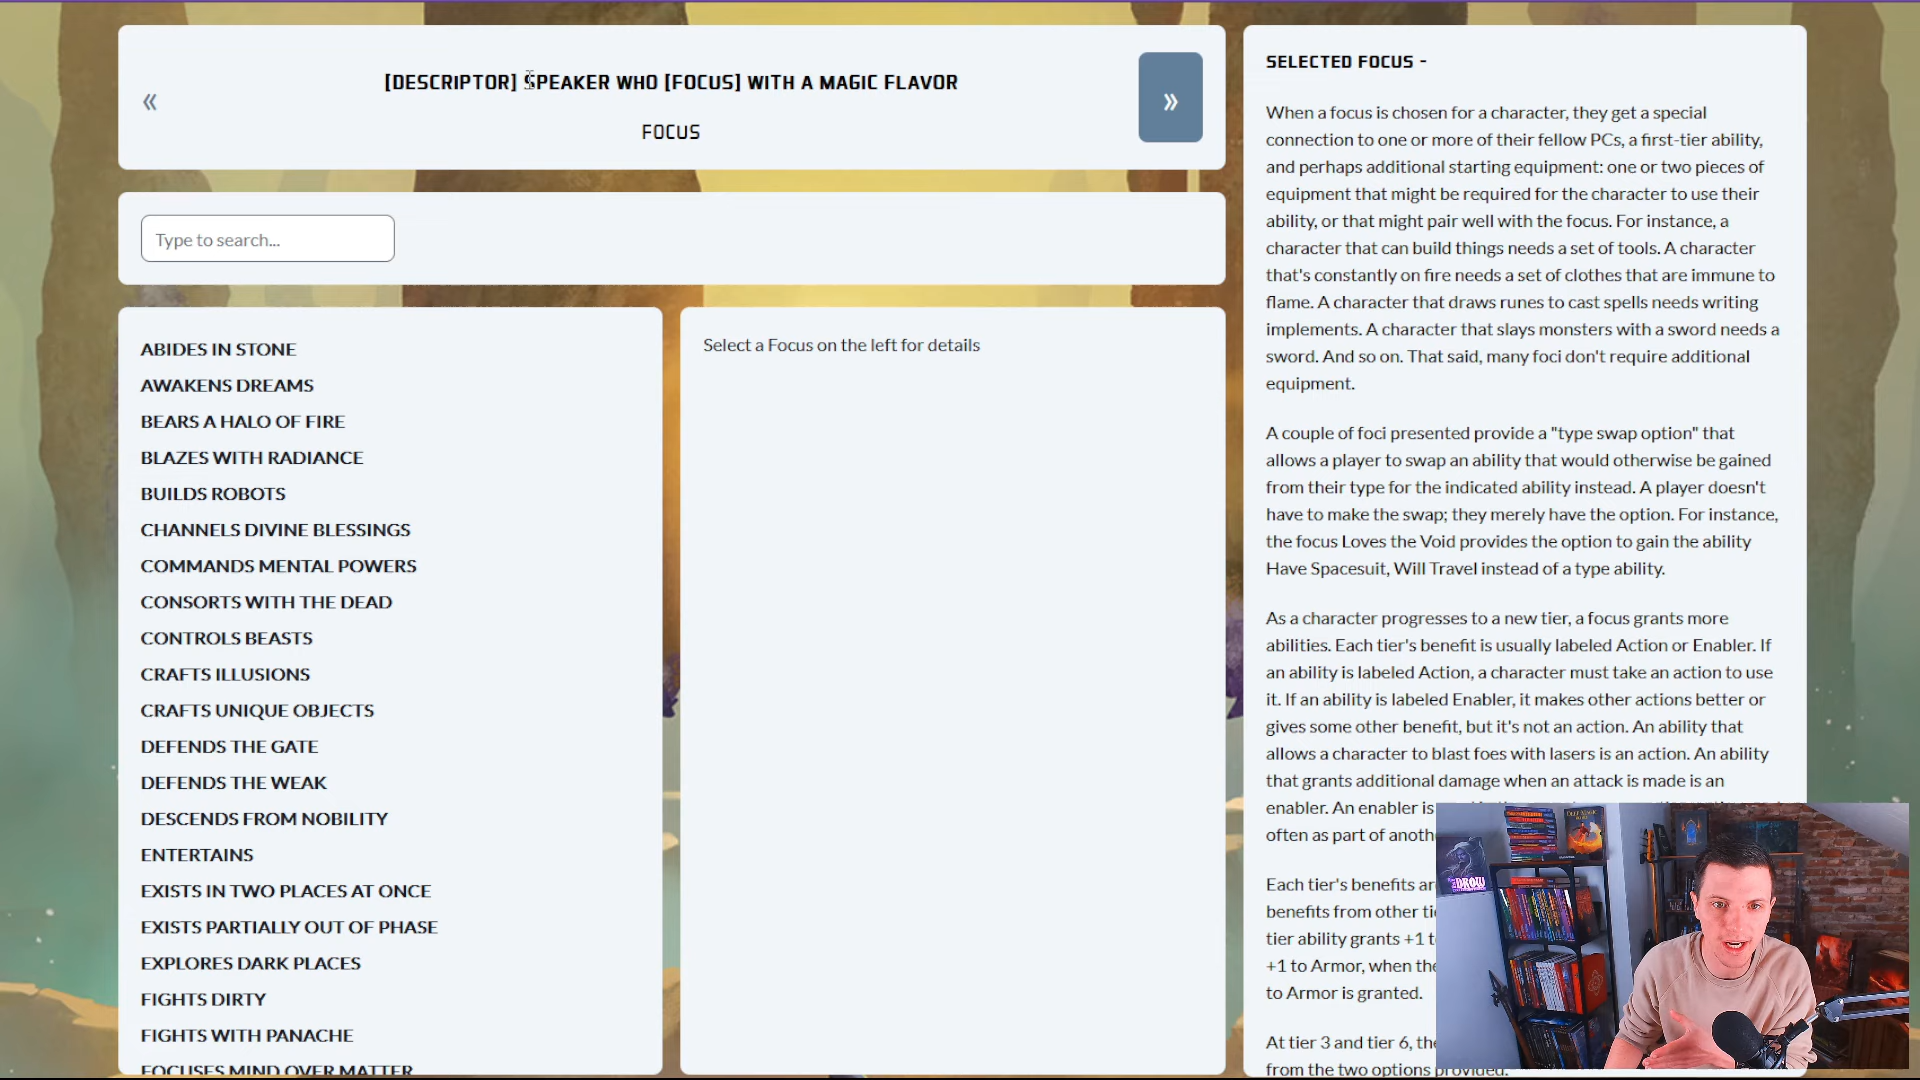 [DESCRIPTOR] SPEAKER WHO [FOCUS] WITH A MAGIC FLAVOR
FOCUS
«
»
Type to search...
ABIDES IN STONE
AWAKENS DREAMS
BEARS A HALO OF FIRE
BLAZES WITH RADIANCE
BUILDS ROBOTS
CHANNELS DIVINE BLESSINGS
COMMANDS MENTAL POWERS
CONSORTS WITH THE DEAD
CONTROLS BEASTS
CRAFTS ILLUSIONS
CRAFTS UNIQUE OBJECTS
DEFENDS THE GATE
DEFENDS THE WEAK
DESCENDS FROM NOBILITY
ENTERTAINS
EXISTS IN TWO PLACES AT ONCE
EXISTS PARTIALLY OUT OF PHASE
EXPLORES DARK PLACES
FIGHTS DIRTY
FIGHTS WITH PANACHE
FOCUSES MIND OVER MATTER
Select a Focus on the left for details
SELECTED FOCUS -
When a focus is chosen for a character, they get a special
connection to one or more of their fellow PCs, a first-tier ability,
and perhaps additional starting equipment: one or two pieces of
equipment that might be required for the character to use their
ability, or that might pair well with the focus. For instance, a
character that can build things needs a set of tools. A character
that's constantly on fire needs a set of clothes that are immune to
flame. A character that draws runes to cast spells needs writing
implements. A character that slays monsters with a sword needs a
sword. And so on. That said, many foci don't require additional
equipment.
A couple of foci presented provide a "type swap option" that
allows a player to swap an ability that would otherwise be gained
from their type for the indicated ability instead. A player doesn't
have to make the swap; they merely have the option. For instance,
the focus Loves the Void provides the option to gain the ability
Have Spacesuit, Will Travel instead of a type ability.
As a character progresses to a new tier, a focus grants more
abilities. Each tier's benefit is usually labeled Action or Enabler. If
an ability is labeled Action, a character must take an action to use
it. If an ability is labeled Enabler, it makes other actions better or
gives some other benefit, but it's not an action. An ability that
allows a character to blast foes with lasers is an action. An ability
that grants additional damage when an attack is made is an
enabler. An enabler is
often as part of anoth
Each tier's benefits ar
benefits from other ti
tier ability grants +1 t
+1 to Armor, when the
to Armor is granted.
At tier 3 and tier 6, the
from the two options provided.
DROW